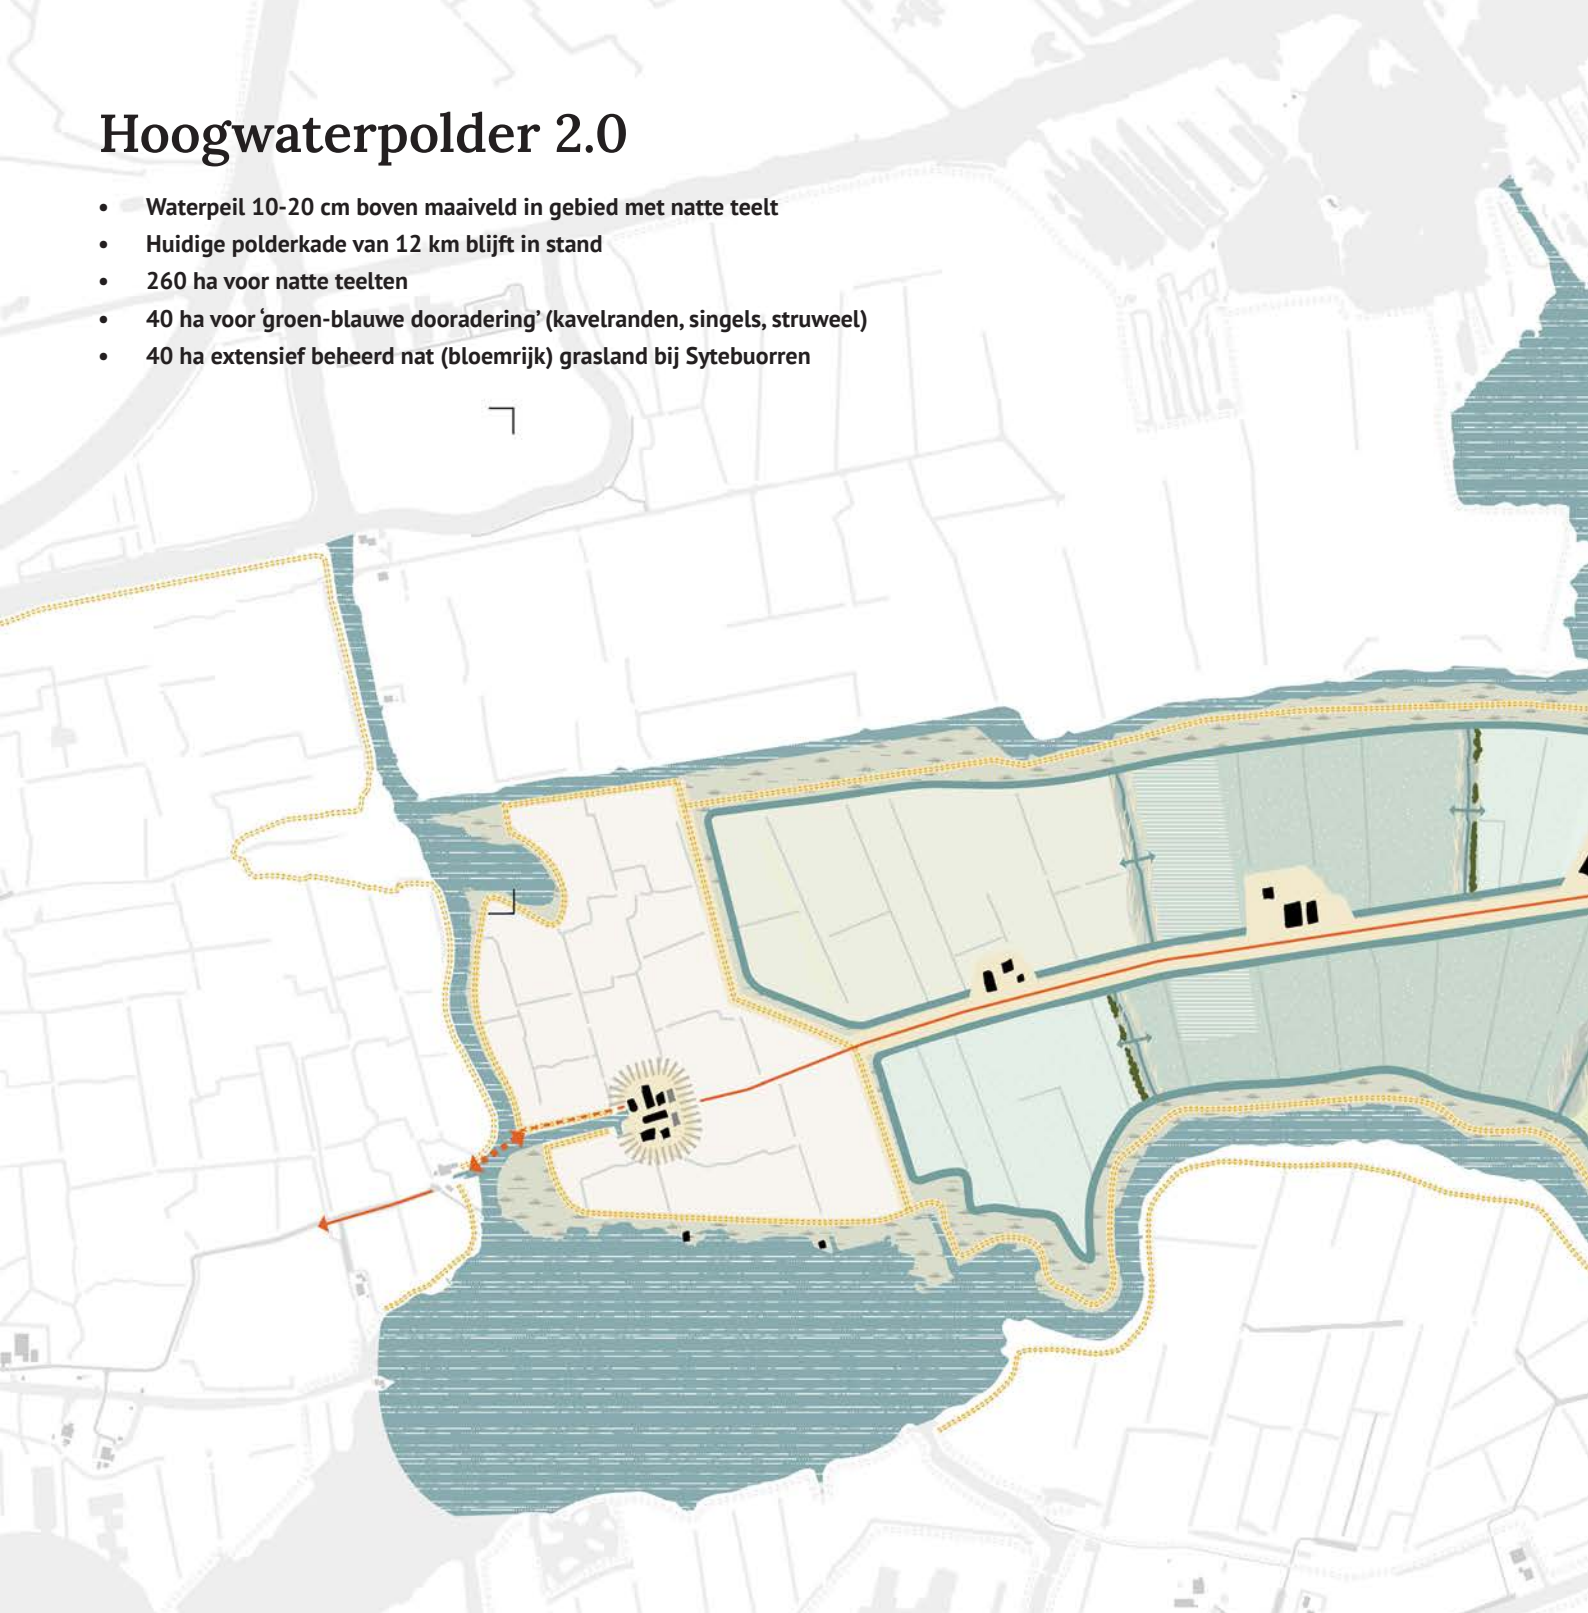 Hoogwaterpolder 2.0
• Waterpeil 10-20 cm boven maaiveld in gebied met natte teelt
• Huidige polderkade van 12 km blijft in stand
• 260 ha voor natte teelten
• 40 ha voor ‘groen-blauwe dooradering’ (kavelranden, singels, struweel)
• 40 ha extensief beheerd nat (bloemrijk) grasland bij Sytebuorren